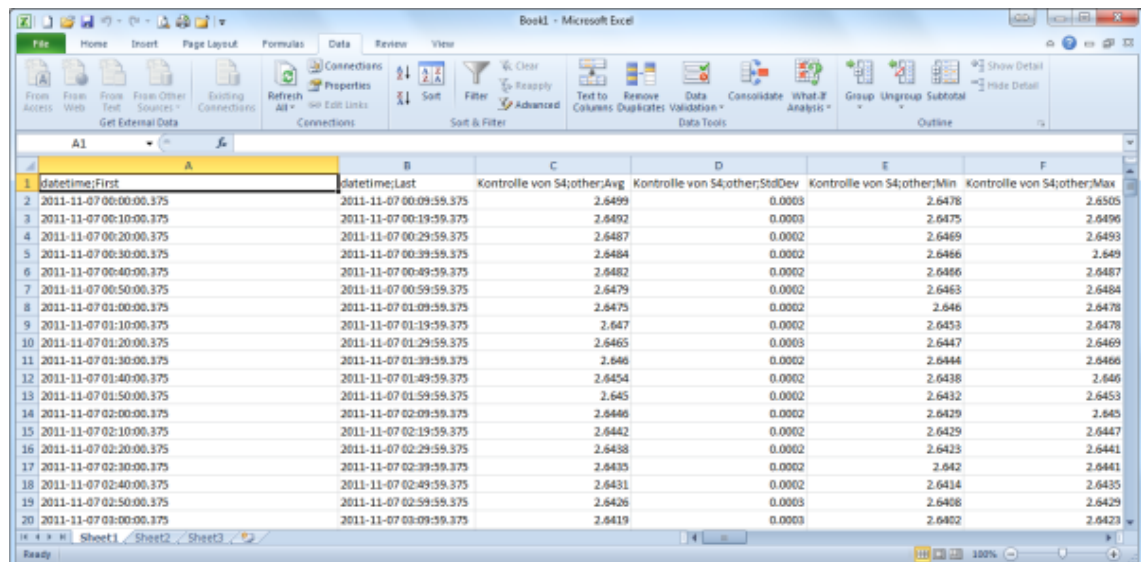 Book1 - Microsoft Excel
File Home Insert Page Layout Formulas Data Review View
From Access From Web From Text From Other Sources Existing Connections Refresh All Connections Properties Edit Links Sort Filter Clear Reapply Advanced Text to Columns Remove Duplicates Data Validation Consolidate What-If Analysis Group Ungroup Subtotal Show Detail Hide Detail
Get External Data Connections Sort & Filter Data Tools Outline
A1 fx
A B C D E F
1 datetime;First datetime;Last Kontrolle von S4;other;Avg Kontrolle von S4;other;StdDev Kontrolle von S4;other;Min Kontrolle von S4;other;Max
2 2011-11-07 00:00:00.375 2011-11-07 00:09:59.375 2.6499 0.0003 2.6478 2.6505
3 2011-11-07 00:10:00.375 2011-11-07 00:19:59.375 2.6492 0.0003 2.6475 2.6496
4 2011-11-07 00:20:00.375 2011-11-07 00:29:59.375 2.6487 0.0002 2.6469 2.6493
5 2011-11-07 00:30:00.375 2011-11-07 00:39:59.375 2.6484 0.0002 2.6466 2.649
6 2011-11-07 00:40:00.375 2011-11-07 00:49:59.375 2.6482 0.0002 2.6466 2.6487
7 2011-11-07 00:50:00.375 2011-11-07 00:59:59.375 2.6479 0.0002 2.6463 2.6484
8 2011-11-07 01:00:00.375 2011-11-07 01:09:59.375 2.6475 0.0002 2.646 2.6478
9 2011-11-07 01:10:00.375 2011-11-07 01:19:59.375 2.647 0.0002 2.6453 2.6478
10 2011-11-07 01:20:00.375 2011-11-07 01:29:59.375 2.6465 0.0003 2.6447 2.6469
11 2011-11-07 01:30:00.375 2011-11-07 01:39:59.375 2.646 0.0002 2.6444 2.6466
12 2011-11-07 01:40:00.375 2011-11-07 01:49:59.375 2.6454 0.0002 2.6438 2.646
13 2011-11-07 01:50:00.375 2011-11-07 01:59:59.375 2.645 0.0002 2.6432 2.6453
14 2011-11-07 02:00:00.375 2011-11-07 02:09:59.375 2.6446 0.0002 2.6429 2.645
15 2011-11-07 02:10:00.375 2011-11-07 02:19:59.375 2.6442 0.0002 2.6429 2.6447
16 2011-11-07 02:20:00.375 2011-11-07 02:29:59.375 2.6438 0.0002 2.6423 2.6441
17 2011-11-07 02:30:00.375 2011-11-07 02:39:59.375 2.6435 0.0002 2.642 2.6441
18 2011-11-07 02:40:00.375 2011-11-07 02:49:59.375 2.6431 0.0002 2.6414 2.6435
19 2011-11-07 02:50:00.375 2011-11-07 02:59:59.375 2.6426 0.0003 2.6408 2.6429
20 2011-11-07 03:00:00.375 2011-11-07 03:09:59.375 2.6419 0.0003 2.6402 2.6423
Sheet1 Sheet2 Sheet3
Ready 100%